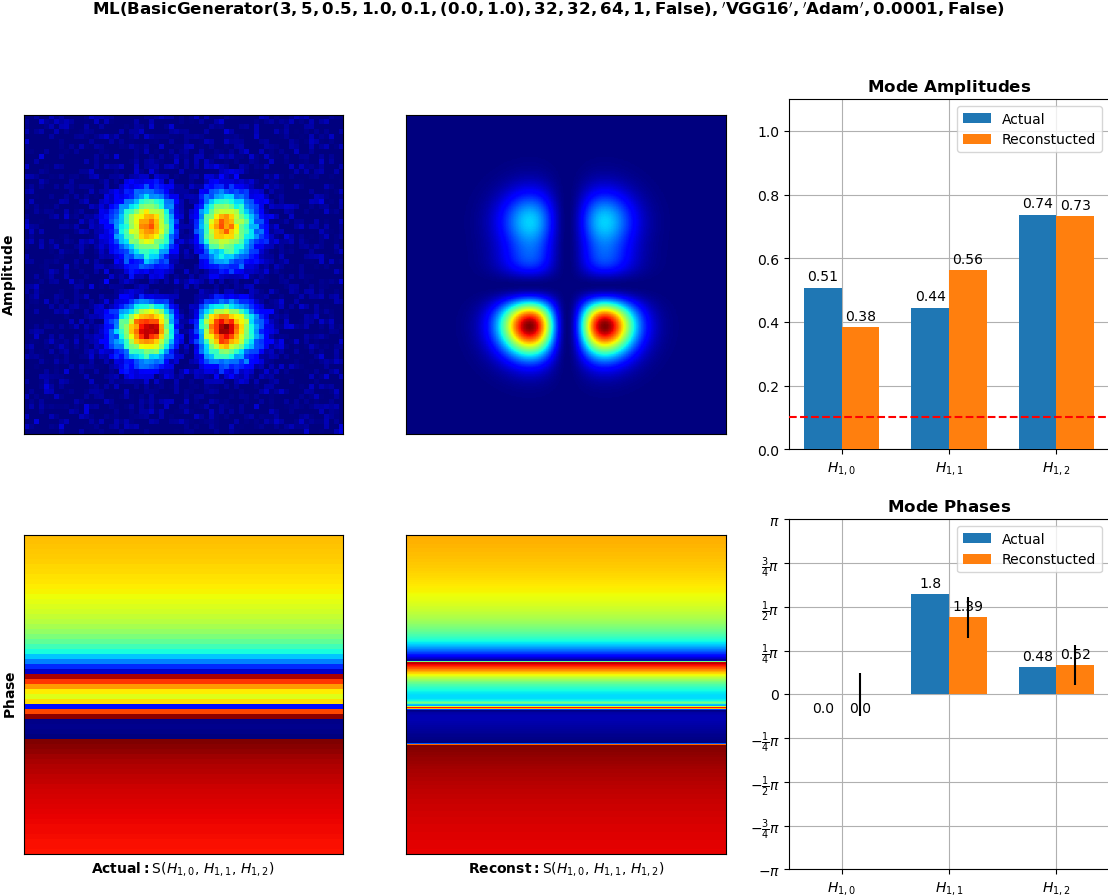 ML(BasicGenerator(3, 5, 0.5, 1.0, 0.1, (0.0, 1.0), 32, 32, 64, 1, False), ′VGG16′, ′Adam′, 0.0001, False)
Amplitude
Mode Amplitudes
Actual
Reconstucted
1.0
0.8
0.6
0.4
0.2
0.0
0.51
0.38
0.44
0.56
0.74
0.73
H1, 0
H1, 1
H1, 2
Phase
Actual: S(H1, 0, H1, 1, H1, 2)
Reconst: S(H1, 0, H1, 1, H1, 2)
Mode Phases
Actual
Reconstucted
π
3/4π
1/2π
1/4π
0
−1/4π
−1/2π
−3/4π
−π
0.0
0.0
1.8
1.39
0.48
0.52
H1, 0
H1, 1
H1, 2